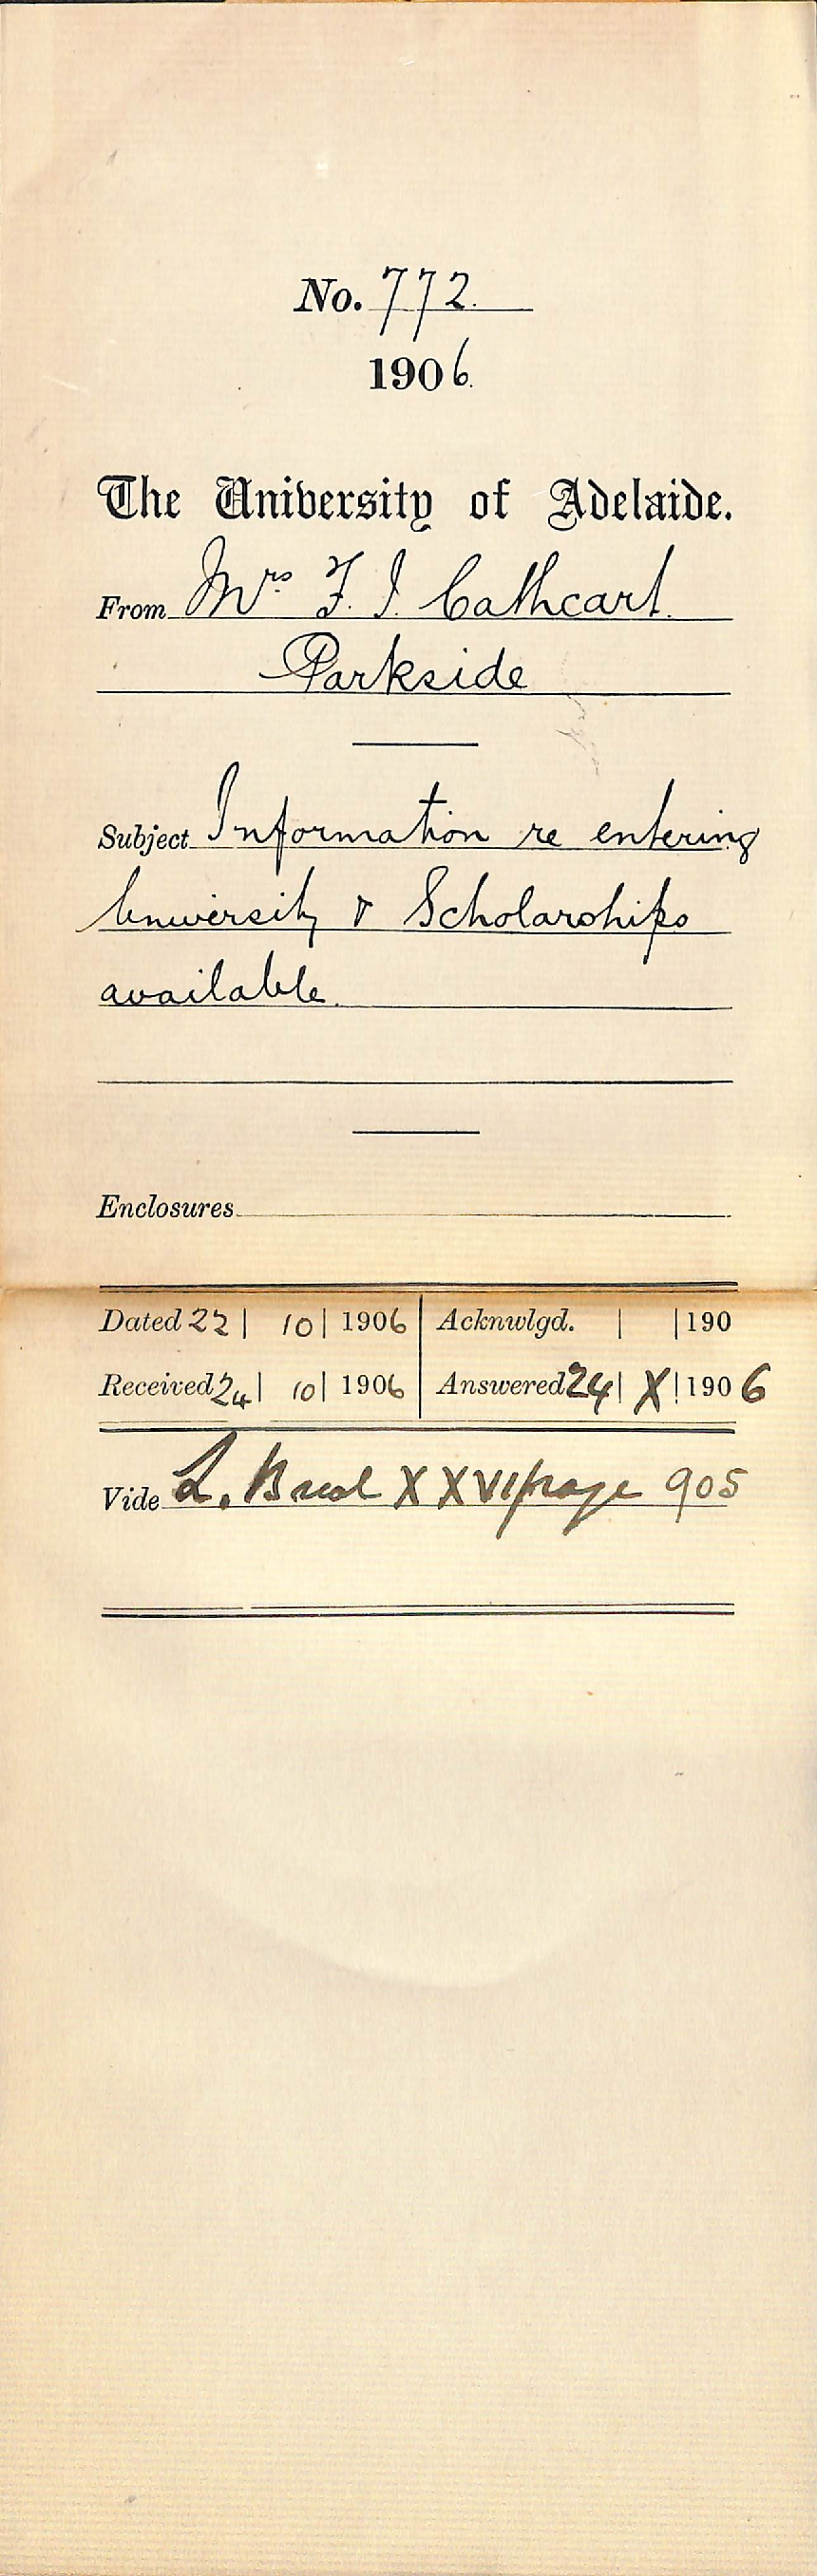 No. 772.
1906.
The University of Adelaide.
From Mrs. F. J. Cathcart.
Parkside
Subject Information re entering
University & Scholarships
available.
Enclosures
Dated 22 | 10 | 1906 Acknwlgd. | | 190
Received 24 | 10 | 1906 Answered 24 | X | 1906
Vide L. XXVI page 905